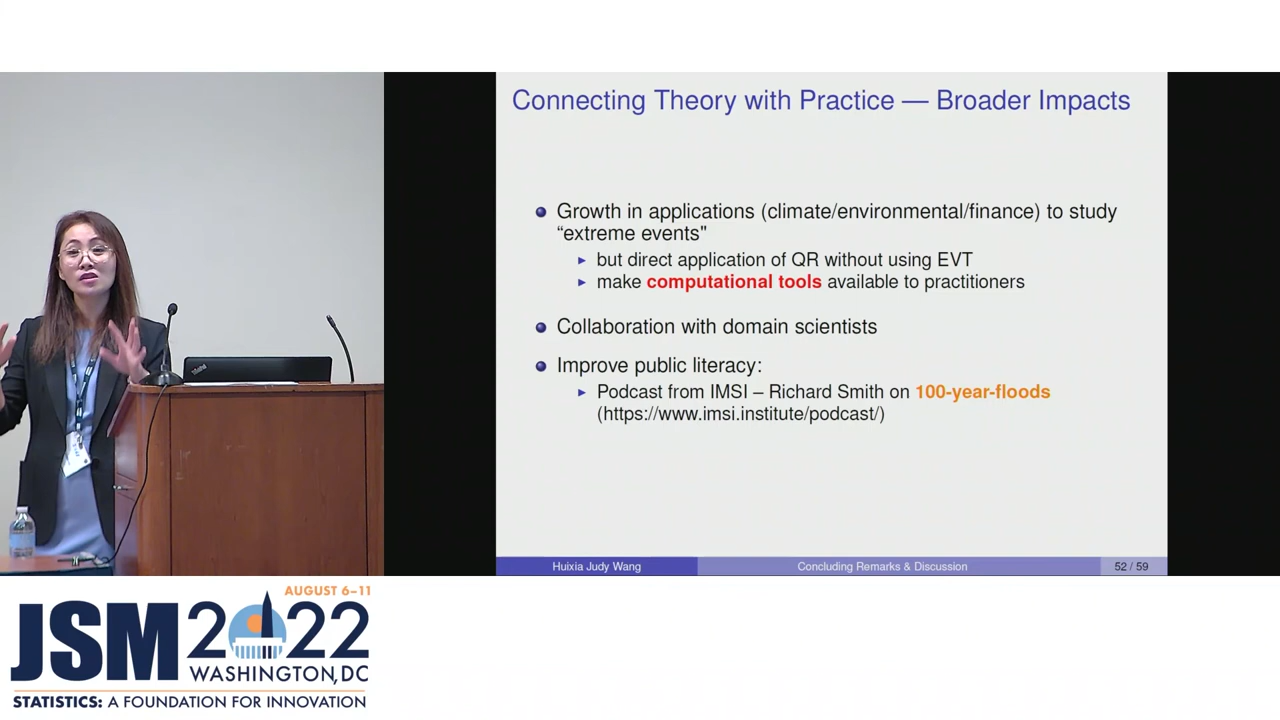 Connecting Theory with Practice — Broader Impacts
Growth in applications (climate/environmental/finance) to study
“extreme events"
but direct application of QR without using EVT
make computational tools available to practitioners
Collaboration with domain scientists
Improve public literacy:
Podcast from IMSI – Richard Smith on 100-year-floods
(https://www.imsi.institute/podcast/)
Huixia Judy Wang
Concluding Remarks & Discussion
52 / 59
AUGUST 6–11
JSM 2022
WASHINGTON, DC
STATISTICS: A FOUNDATION FOR INNOVATION